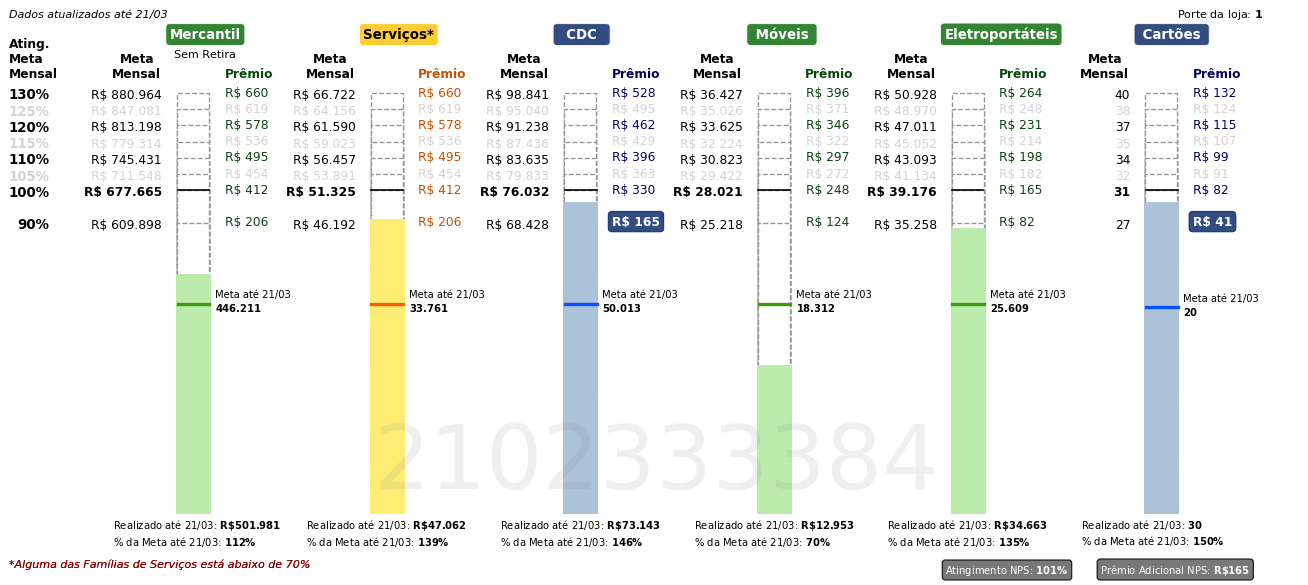 Dados atualizados até 21/03 Porte da loja: 1
Mercantil Serviços* CDC Móveis Eletroportáteis Cartões
Sem Retira
Ating. Meta Mensal Meta Mensal Prêmio Meta Mensal Prêmio Meta Mensal Prêmio Meta Mensal Prêmio Meta Mensal Prêmio Meta Mensal Prêmio
130% R$ 880.964 R$ 660 R$ 66.722 R$ 660 R$ 98.841 R$ 528 R$ 36.427 R$ 396 R$ 50.928 R$ 264 40 R$ 132
125% R$ 847.081 R$ 619 R$ 64.156 R$ 619 R$ 95.040 R$ 495 R$ 35.026 R$ 371 R$ 48.970 R$ 248 38 R$ 124
120% R$ 813.198 R$ 578 R$ 61.590 R$ 578 R$ 91.238 R$ 462 R$ 33.625 R$ 346 R$ 47.011 R$ 231 37 R$ 115
115% R$ 779.314 R$ 536 R$ 59.023 R$ 536 R$ 87.436 R$ 429 R$ 32.224 R$ 322 R$ 45.052 R$ 214 35 R$ 107
110% R$ 745.431 R$ 495 R$ 56.457 R$ 495 R$ 83.635 R$ 396 R$ 30.823 R$ 297 R$ 43.093 R$ 198 34 R$ 99
105% R$ 711.548 R$ 454 R$ 53.891 R$ 454 R$ 79.833 R$ 363 R$ 29.422 R$ 272 R$ 41.134 R$ 182 32 R$ 91
100% R$ 677.665 R$ 412 R$ 51.325 R$ 412 R$ 76.032 R$ 330 R$ 28.021 R$ 248 R$ 39.176 R$ 165 31 R$ 82
90% R$ 609.898 R$ 206 R$ 46.192 R$ 206 R$ 68.428 R$ 165 R$ 25.218 R$ 124 R$ 35.258 R$ 82 27 R$ 41
Meta até 21/03 Meta até 21/03 Meta até 21/03 Meta até 21/03 Meta até 21/03 Meta até 21/03
446.211 33.761 50.013 18.312 25.609 20
2102333384
Realizado até 21/03: R$501.981 Realizado até 21/03: R$47.062 Realizado até 21/03: R$73.143 Realizado até 21/03: R$12.953 Realizado até 21/03: R$34.663 Realizado até 21/03: 30
% da Meta até 21/03: 112% % da Meta até 21/03: 139% % da Meta até 21/03: 146% % da Meta até 21/03: 70% % da Meta até 21/03: 135% % da Meta até 21/03: 150%
*Alguma das Famílias de Serviços está abaixo de 70% Atingimento NPS: 101% Prêmio Adicional NPS: R$165